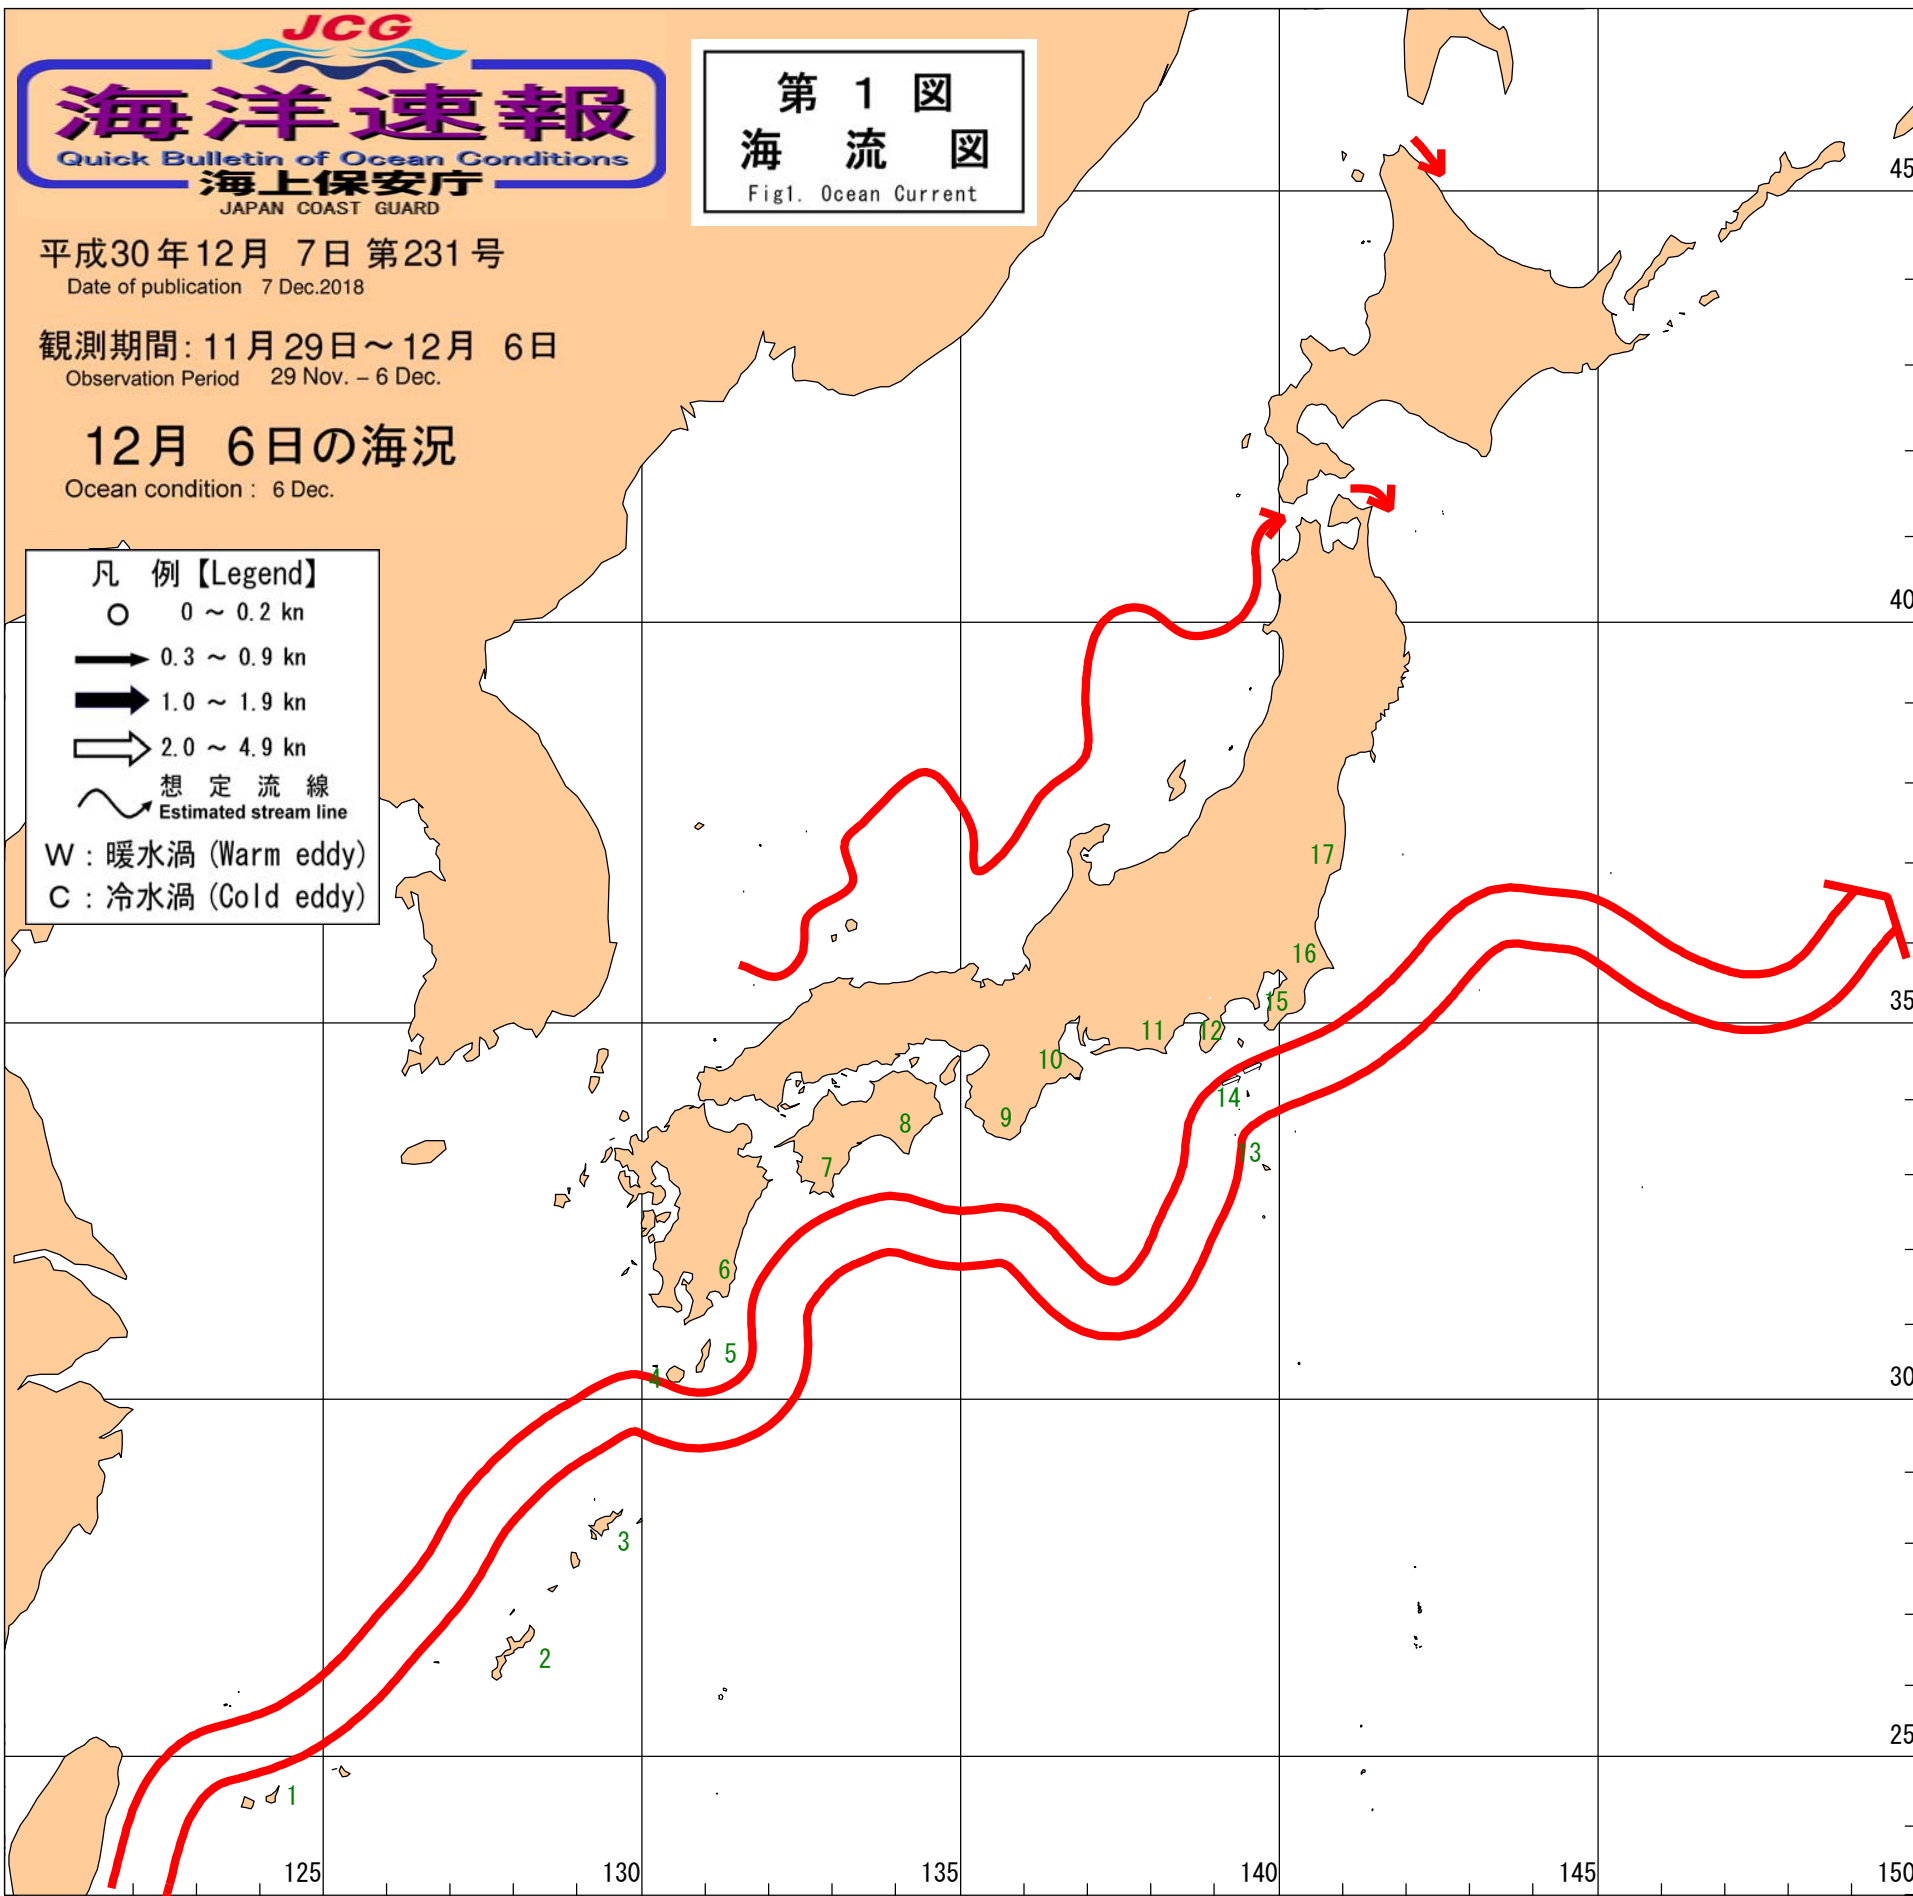 JCG
海洋速報
Quick Bulletin of Ocean Conditions
海上保安庁
JAPAN COAST GUARD
第 1 図
海 流 図
Fig1. Ocean Current
平成30年12月 7日 第231号
Date of publication 7 Dec.2018
観測期間: 11月29日～12月 6日
Observation Period 29 Nov. – 6 Dec.
12月 6日の海況
Ocean condition : 6 Dec.
凡 例【Legend】
0 ～ 0.2 kn
0.3 ～ 0.9 kn
1.0 ～ 1.9 kn
2.0 ～ 4.9 kn
想 定 流 線
Estimated stream line
W : 暖水渦 (Warm eddy)
C : 冷水渦 (Cold eddy)
45
40
35
30
25
17
16
15
11
12
10
14
9
8
13
7
6
5
4
3
2
1
125
130
135
140
145
150